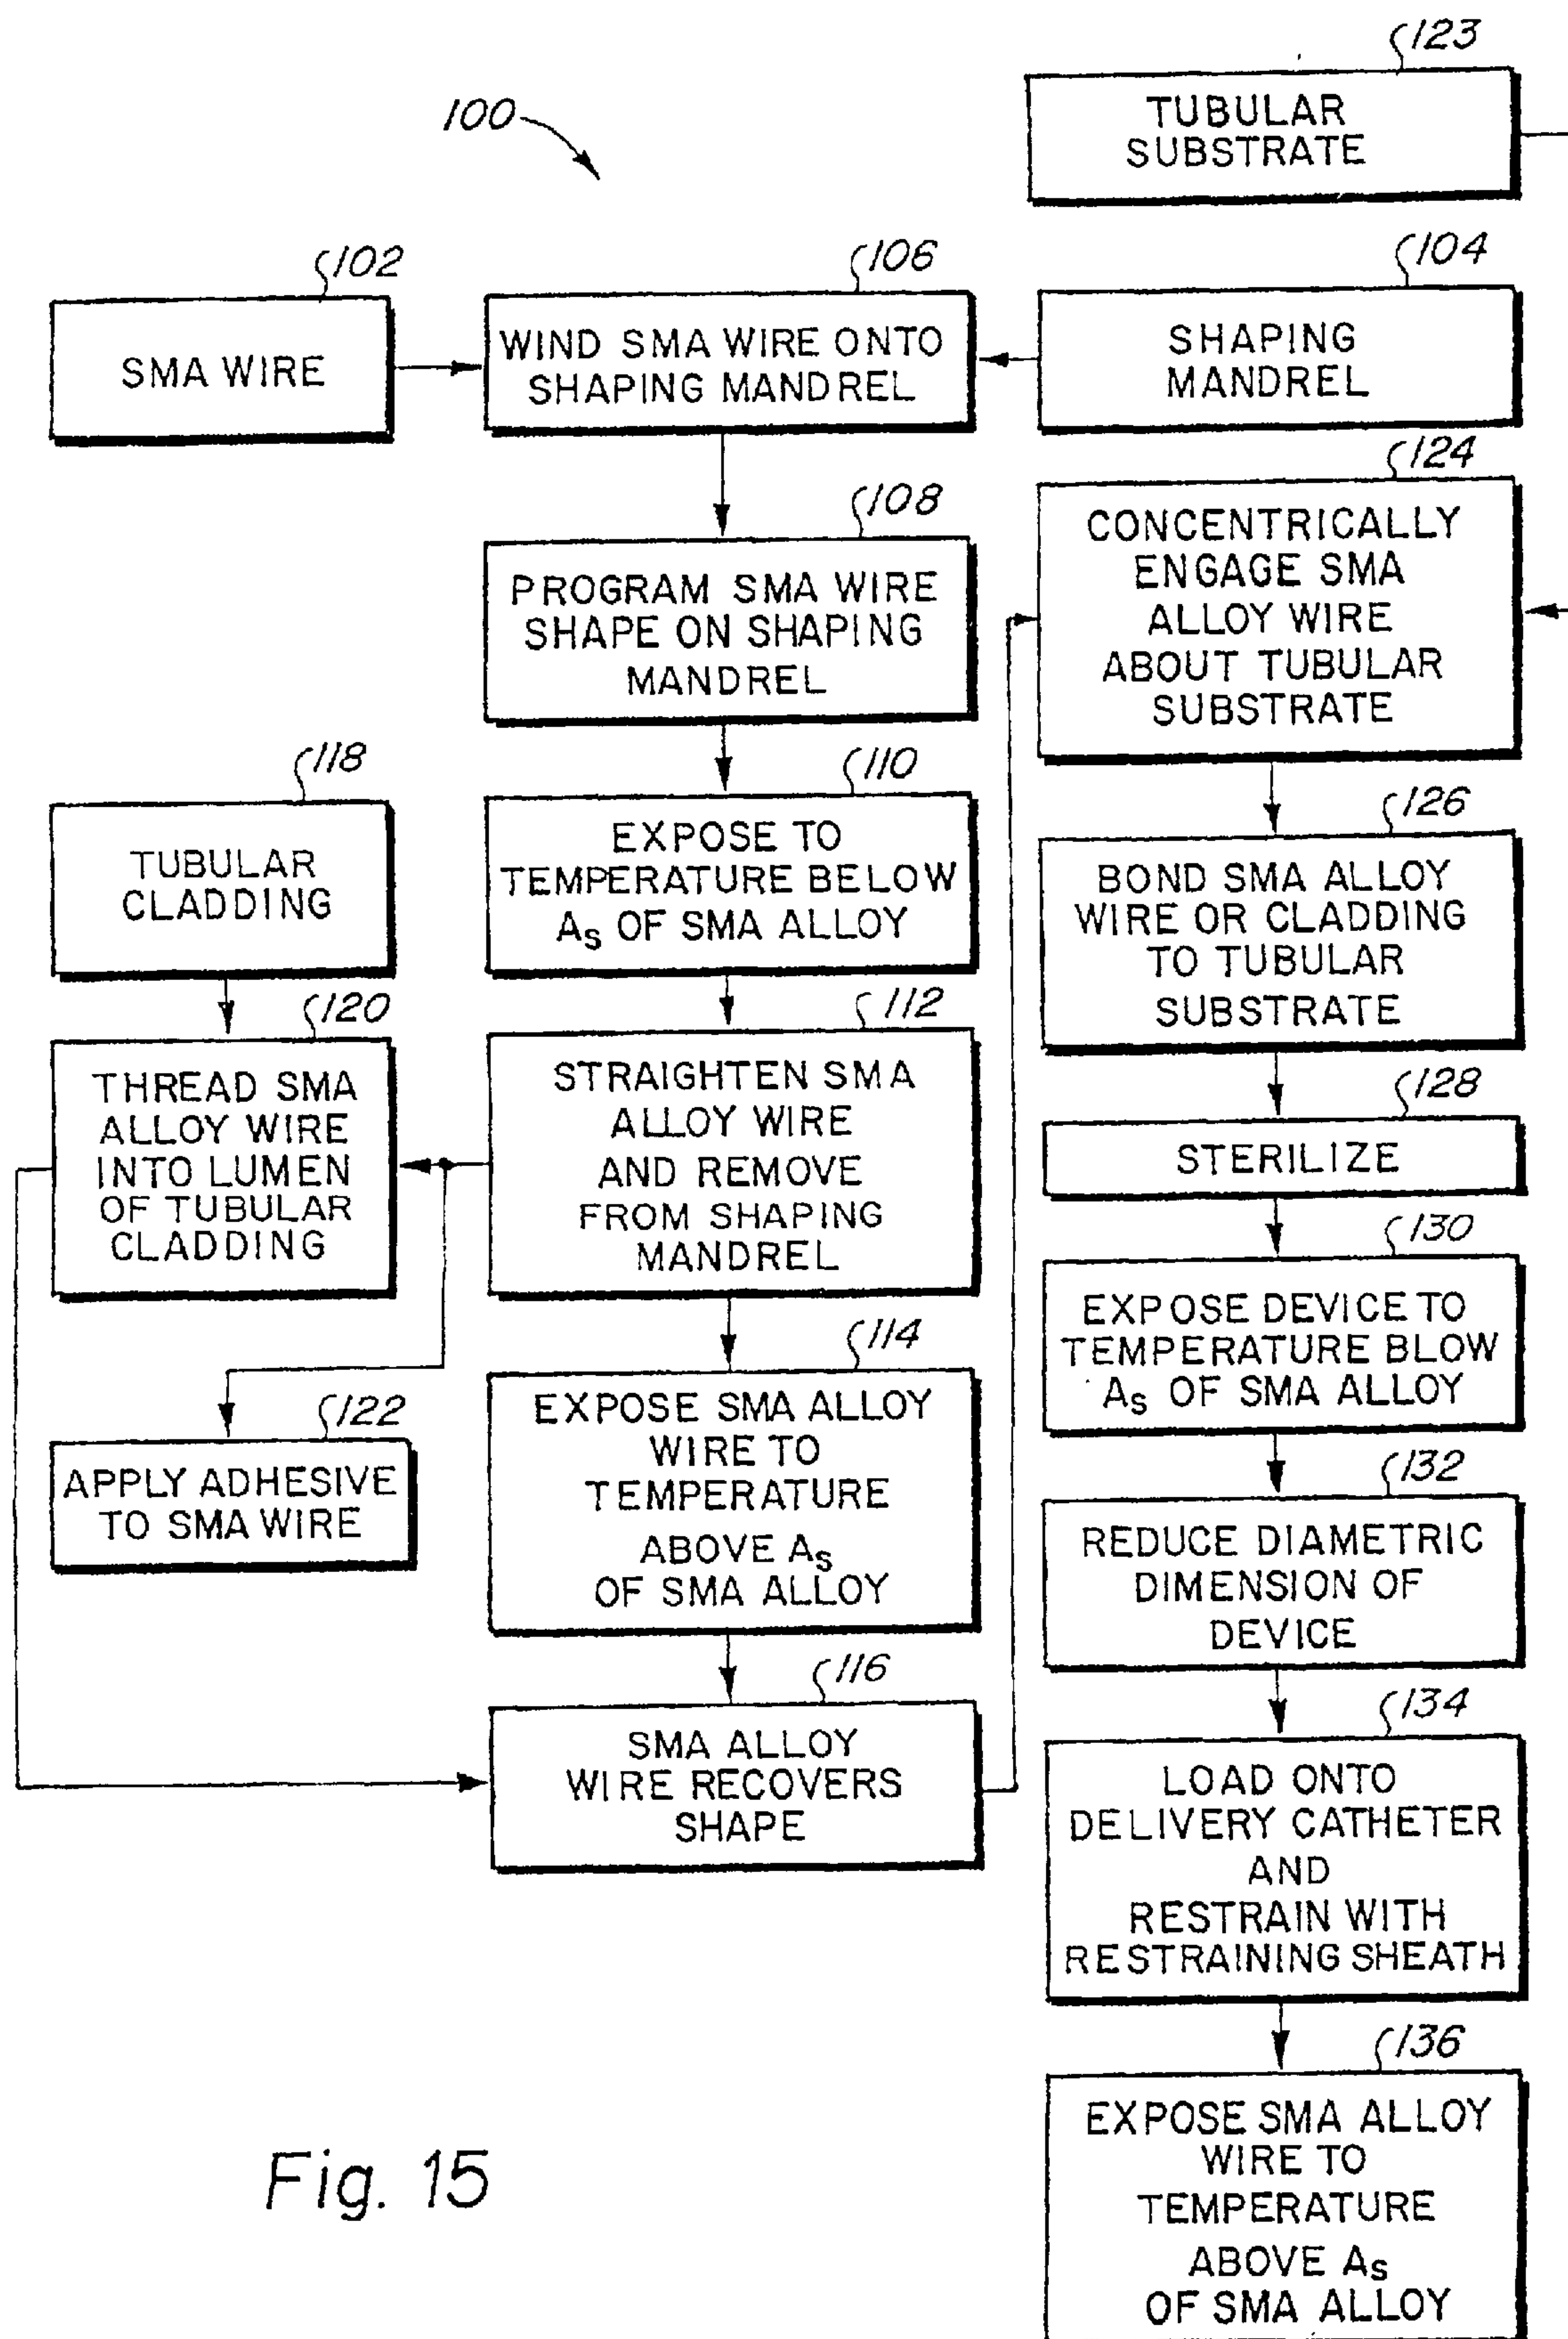 123
TUBULAR
SUBSTRATE
100
102
SMA WIRE
106
WIND SMA WIRE ONTO
SHAPING MANDREL
104
SHAPING
MANDREL
108
PROGRAM SMA WIRE
SHAPE ON SHAPING
MANDREL
110
EXPOSE TO
TEMPERATURE BELOW
As OF SMA ALLOY
118
TUBULAR
CLADDING
112
STRAIGHTEN SMA
ALLOY WIRE
AND REMOVE
FROM SHAPING
MANDREL
120
THREAD SMA
ALLOY WIRE
INTO LUMEN
OF TUBULAR
CLADDING
122
APPLY ADHESIVE
TO SMA WIRE
114
EXPOSE SMA ALLOY
WIRE TO
TEMPERATURE
ABOVE As
OF SMA ALLOY
116
SMA ALLOY
WIRE RECOVERS
SHAPE
124
CONCENTRICALLY
ENGAGE SMA
ALLOY WIRE
ABOUT TUBULAR
SUBSTRATE
126
BOND SMA ALLOY
WIRE OR CLADDING
TO TUBULAR
SUBSTRATE
128
STERILIZE
130
EXPOSE DEVICE TO
TEMPERATURE BLOW
As OF SMA ALLOY
132
REDUCE DIAMETRIC
DIMENSION OF
DEVICE
134
LOAD ONTO
DELIVERY CATHETER
AND
RESTRAIN WITH
RESTRAINING SHEATH
136
EXPOSE SMA ALLOY
WIRE TO
TEMPERATURE
ABOVE As
OF SMA ALLOY
Fig. 15